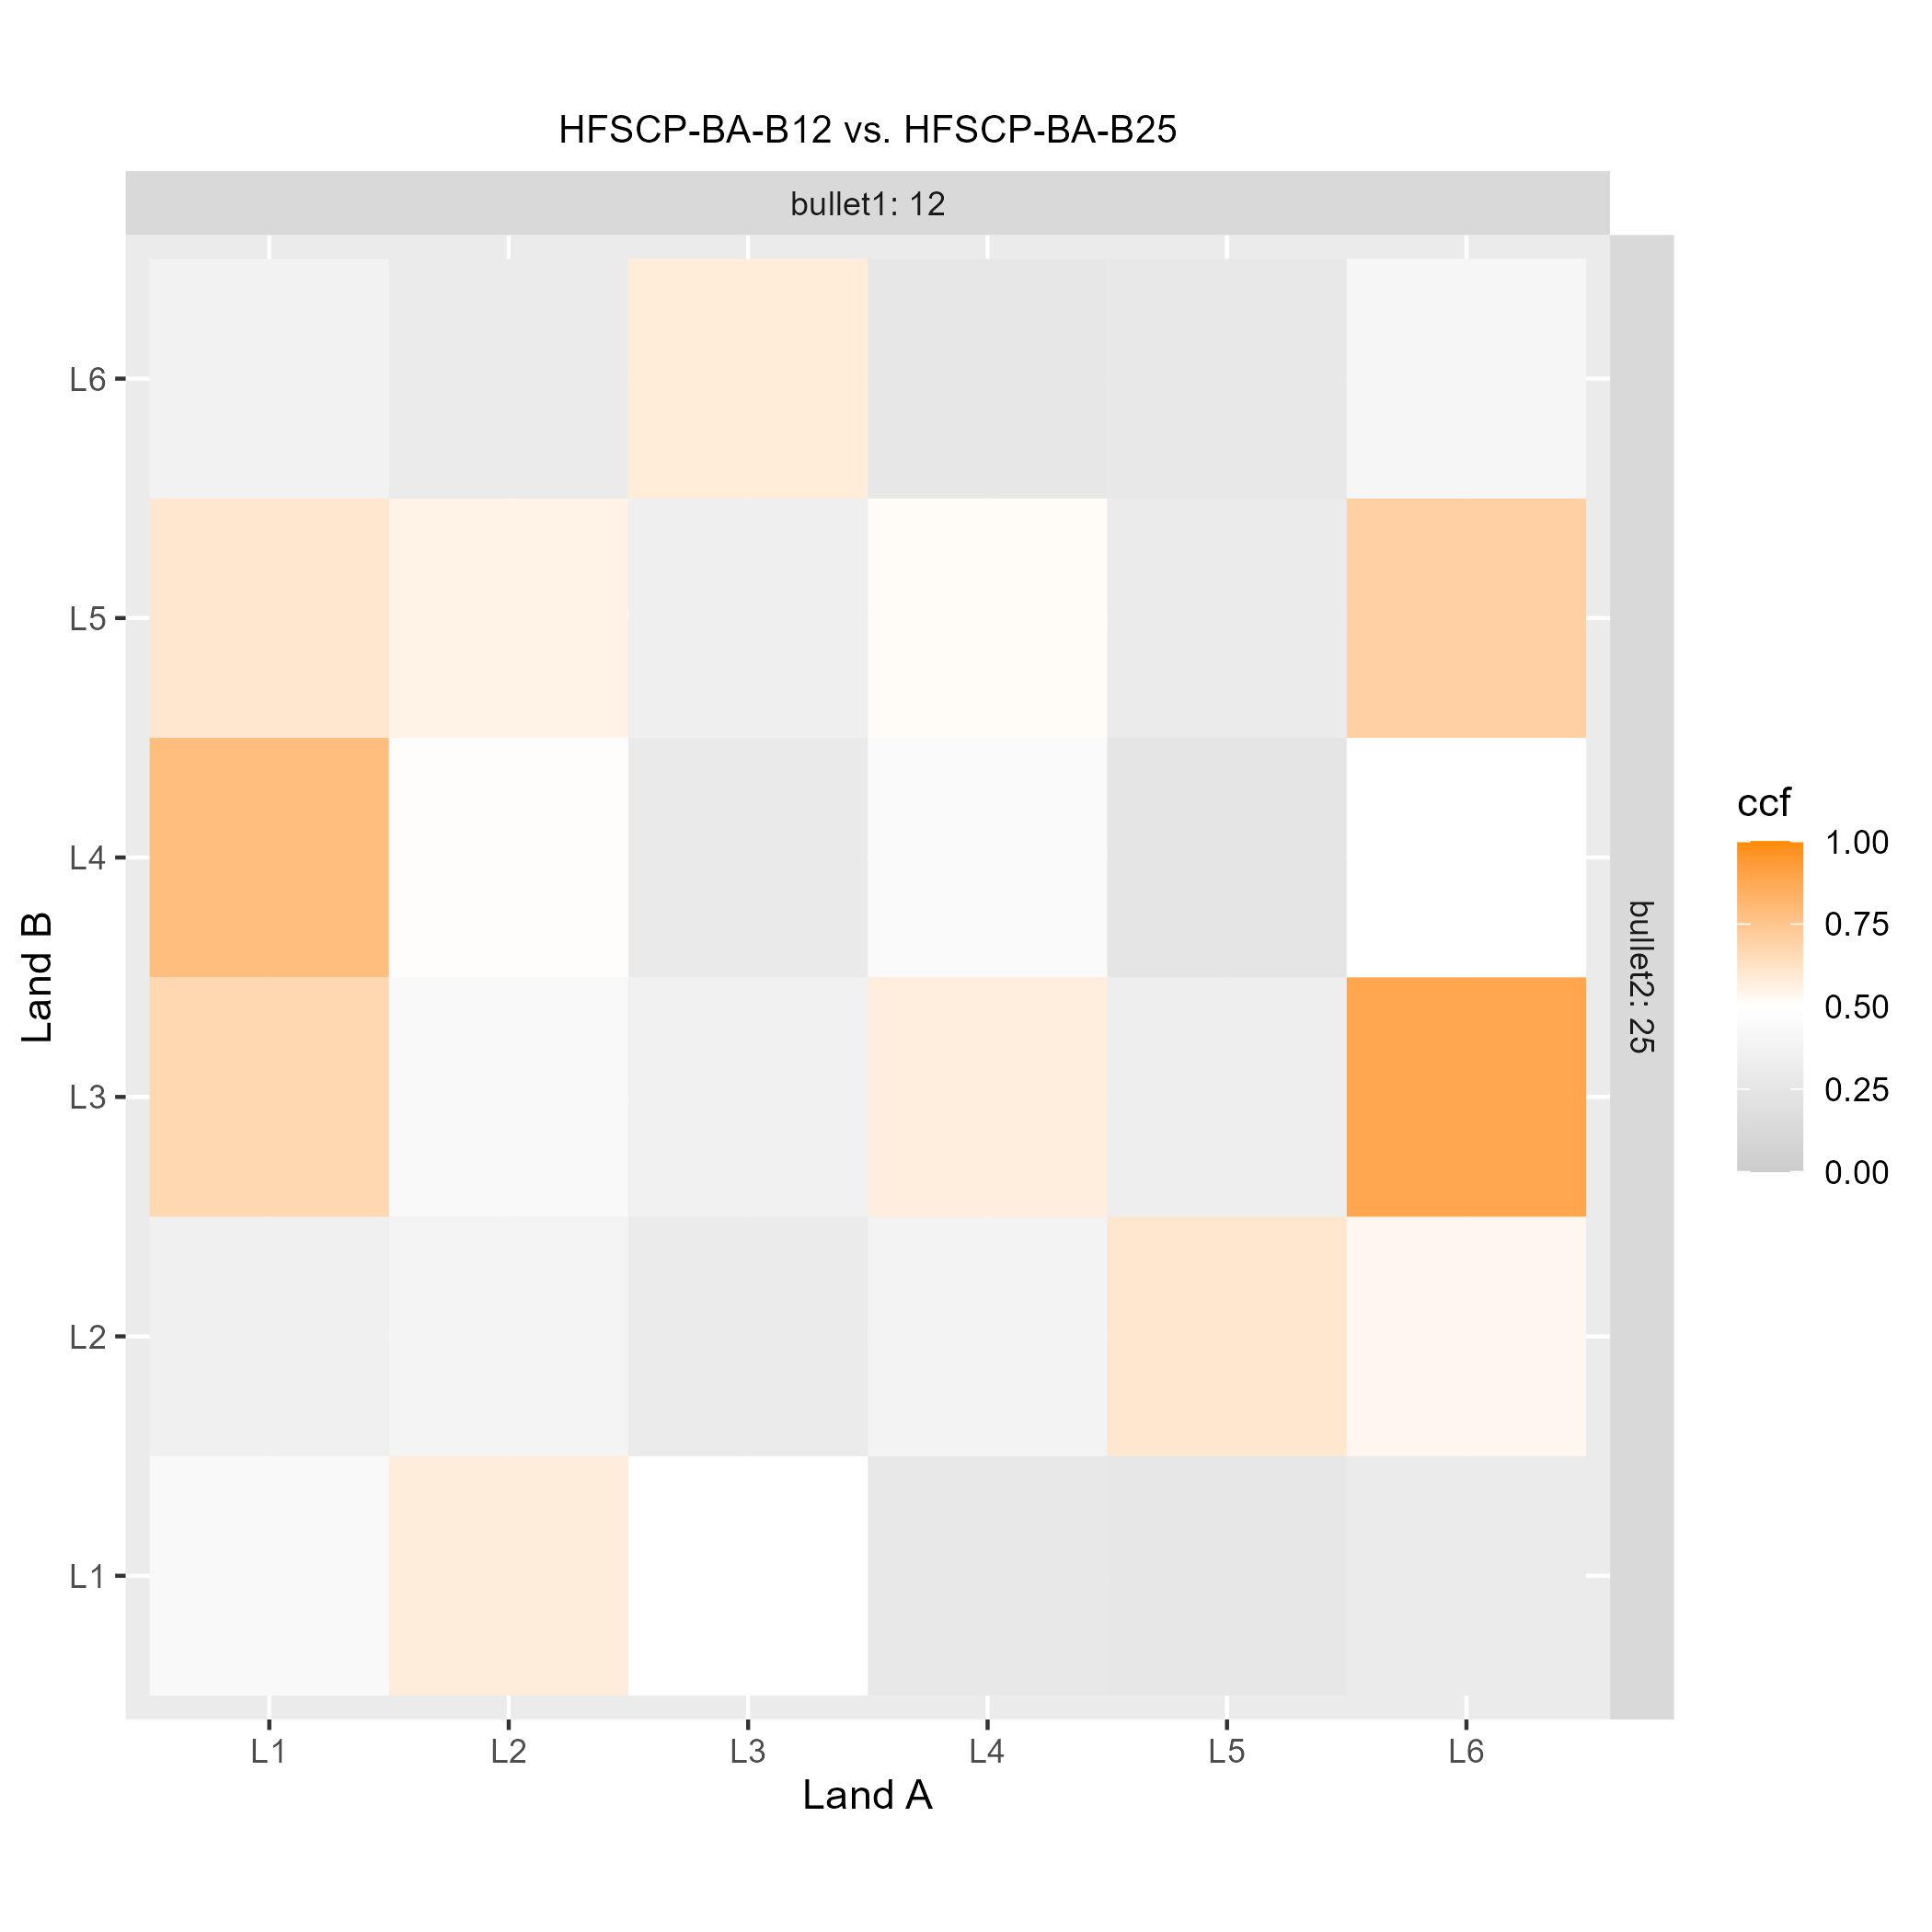 HFSCP-BA-B12 vs. HFSCP-BA-B25
bullet1: 12
L6
L5
L4
L3
L2
L1
Land B
bullet2: 25
L1 L2 L3 L4 L5 L6
Land A
ccf
1.00
0.75
0.50
0.25
0.00